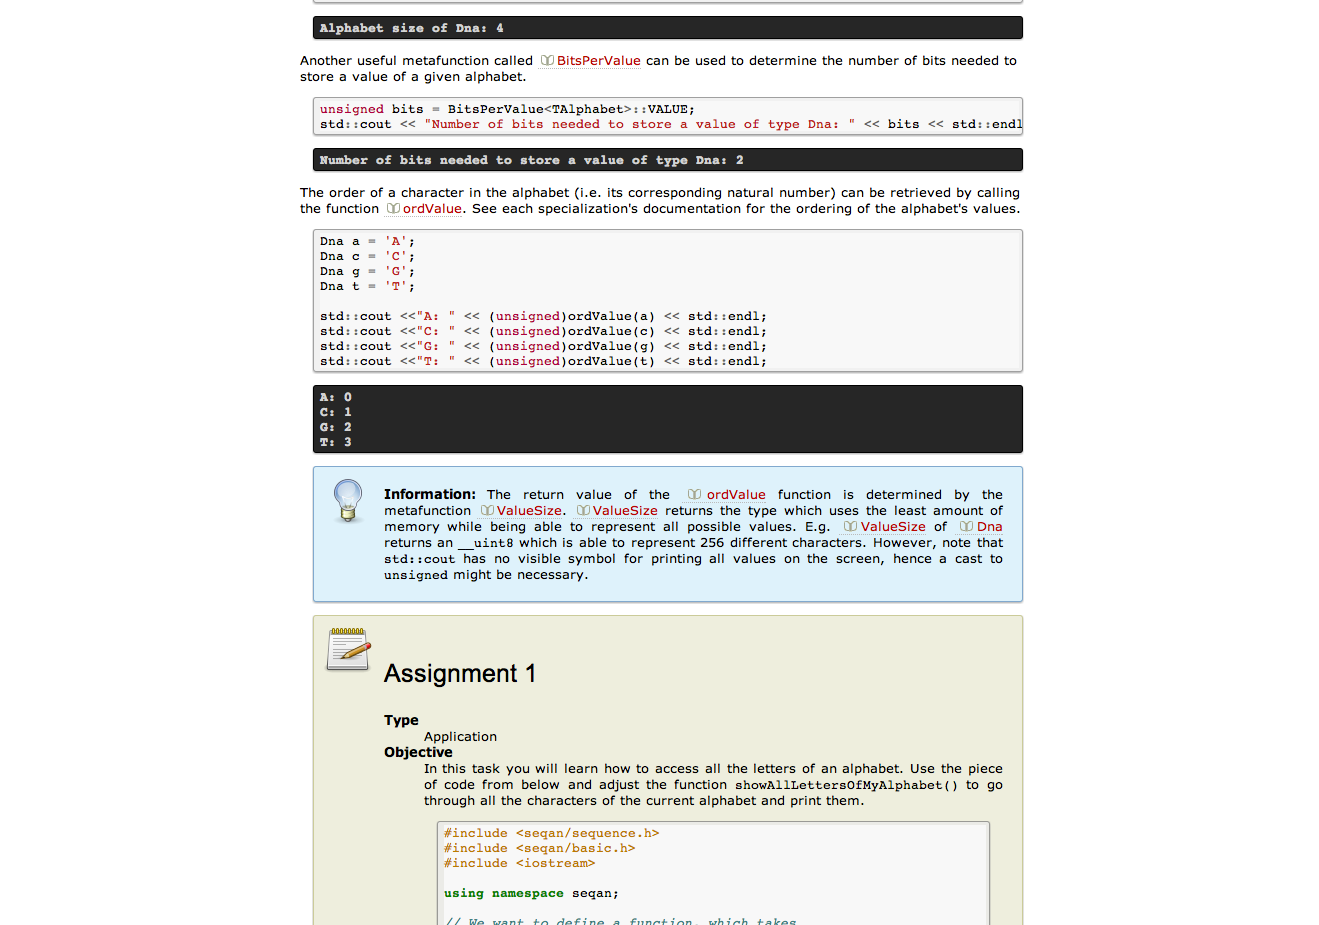 Alphabet size of Dna: 4
Another useful metafunction called BitsPerValue can be used to determine the number of bits needed to
store a value of a given alphabet.
unsigned bits = BitsPerValue<TAlphabet>::VALUE;
std::cout << "Number of bits needed to store a value of type Dna: " << bits << std::endl
Number of bits needed to store a value of type Dna: 2
The order of a character in the alphabet (i.e. its corresponding natural number) can be retrieved by calling
the function ordValue. See each specialization's documentation for the ordering of the alphabet's values.
Dna a = 'A';
Dna c = 'C';
Dna g = 'G';
Dna t = 'T';
std::cout <<"A: " << (unsigned)ordValue(a) << std::endl;
std::cout <<"C: " << (unsigned)ordValue(c) << std::endl;
std::cout <<"G: " << (unsigned)ordValue(g) << std::endl;
std::cout <<"T: " << (unsigned)ordValue(t) << std::endl;
A: 0
C: 1
G: 2
T: 3
Information: The return value of the ordValue function is determined by the
metafunction ValueSize. ValueSize returns the type which uses the least amount of
memory while being able to represent all possible values. E.g. ValueSize of Dna
returns an __uint8 which is able to represent 256 different characters. However, note that
std::cout has no visible symbol for printing all values on the screen, hence a cast to
unsigned might be necessary.
Assignment 1
Type
Application
Objective
In this task you will learn how to access all the letters of an alphabet. Use the piece
of code from below and adjust the function showAllLettersOfMyAlphabet() to go
through all the characters of the current alphabet and print them.
#include <seqan/sequence.h>
#include <seqan/basic.h>
#include <iostream>
using namespace seqan;
// We want to define a function, which takes